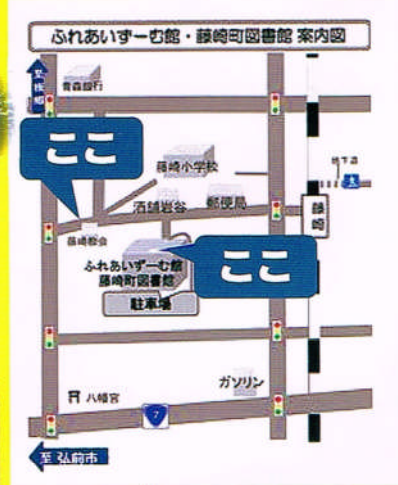 ふれあいずーむ館・藤崎町図書館 案内図
至 板柳
青森銀行
ここ
藤崎小学校
地下道
酒舗岩谷
郵便局
藤崎
藤崎教会
ふれあいずーむ館
藤崎町図書館
ここ
駐車場
ガソリン
八幡宮
7
至 弘前市